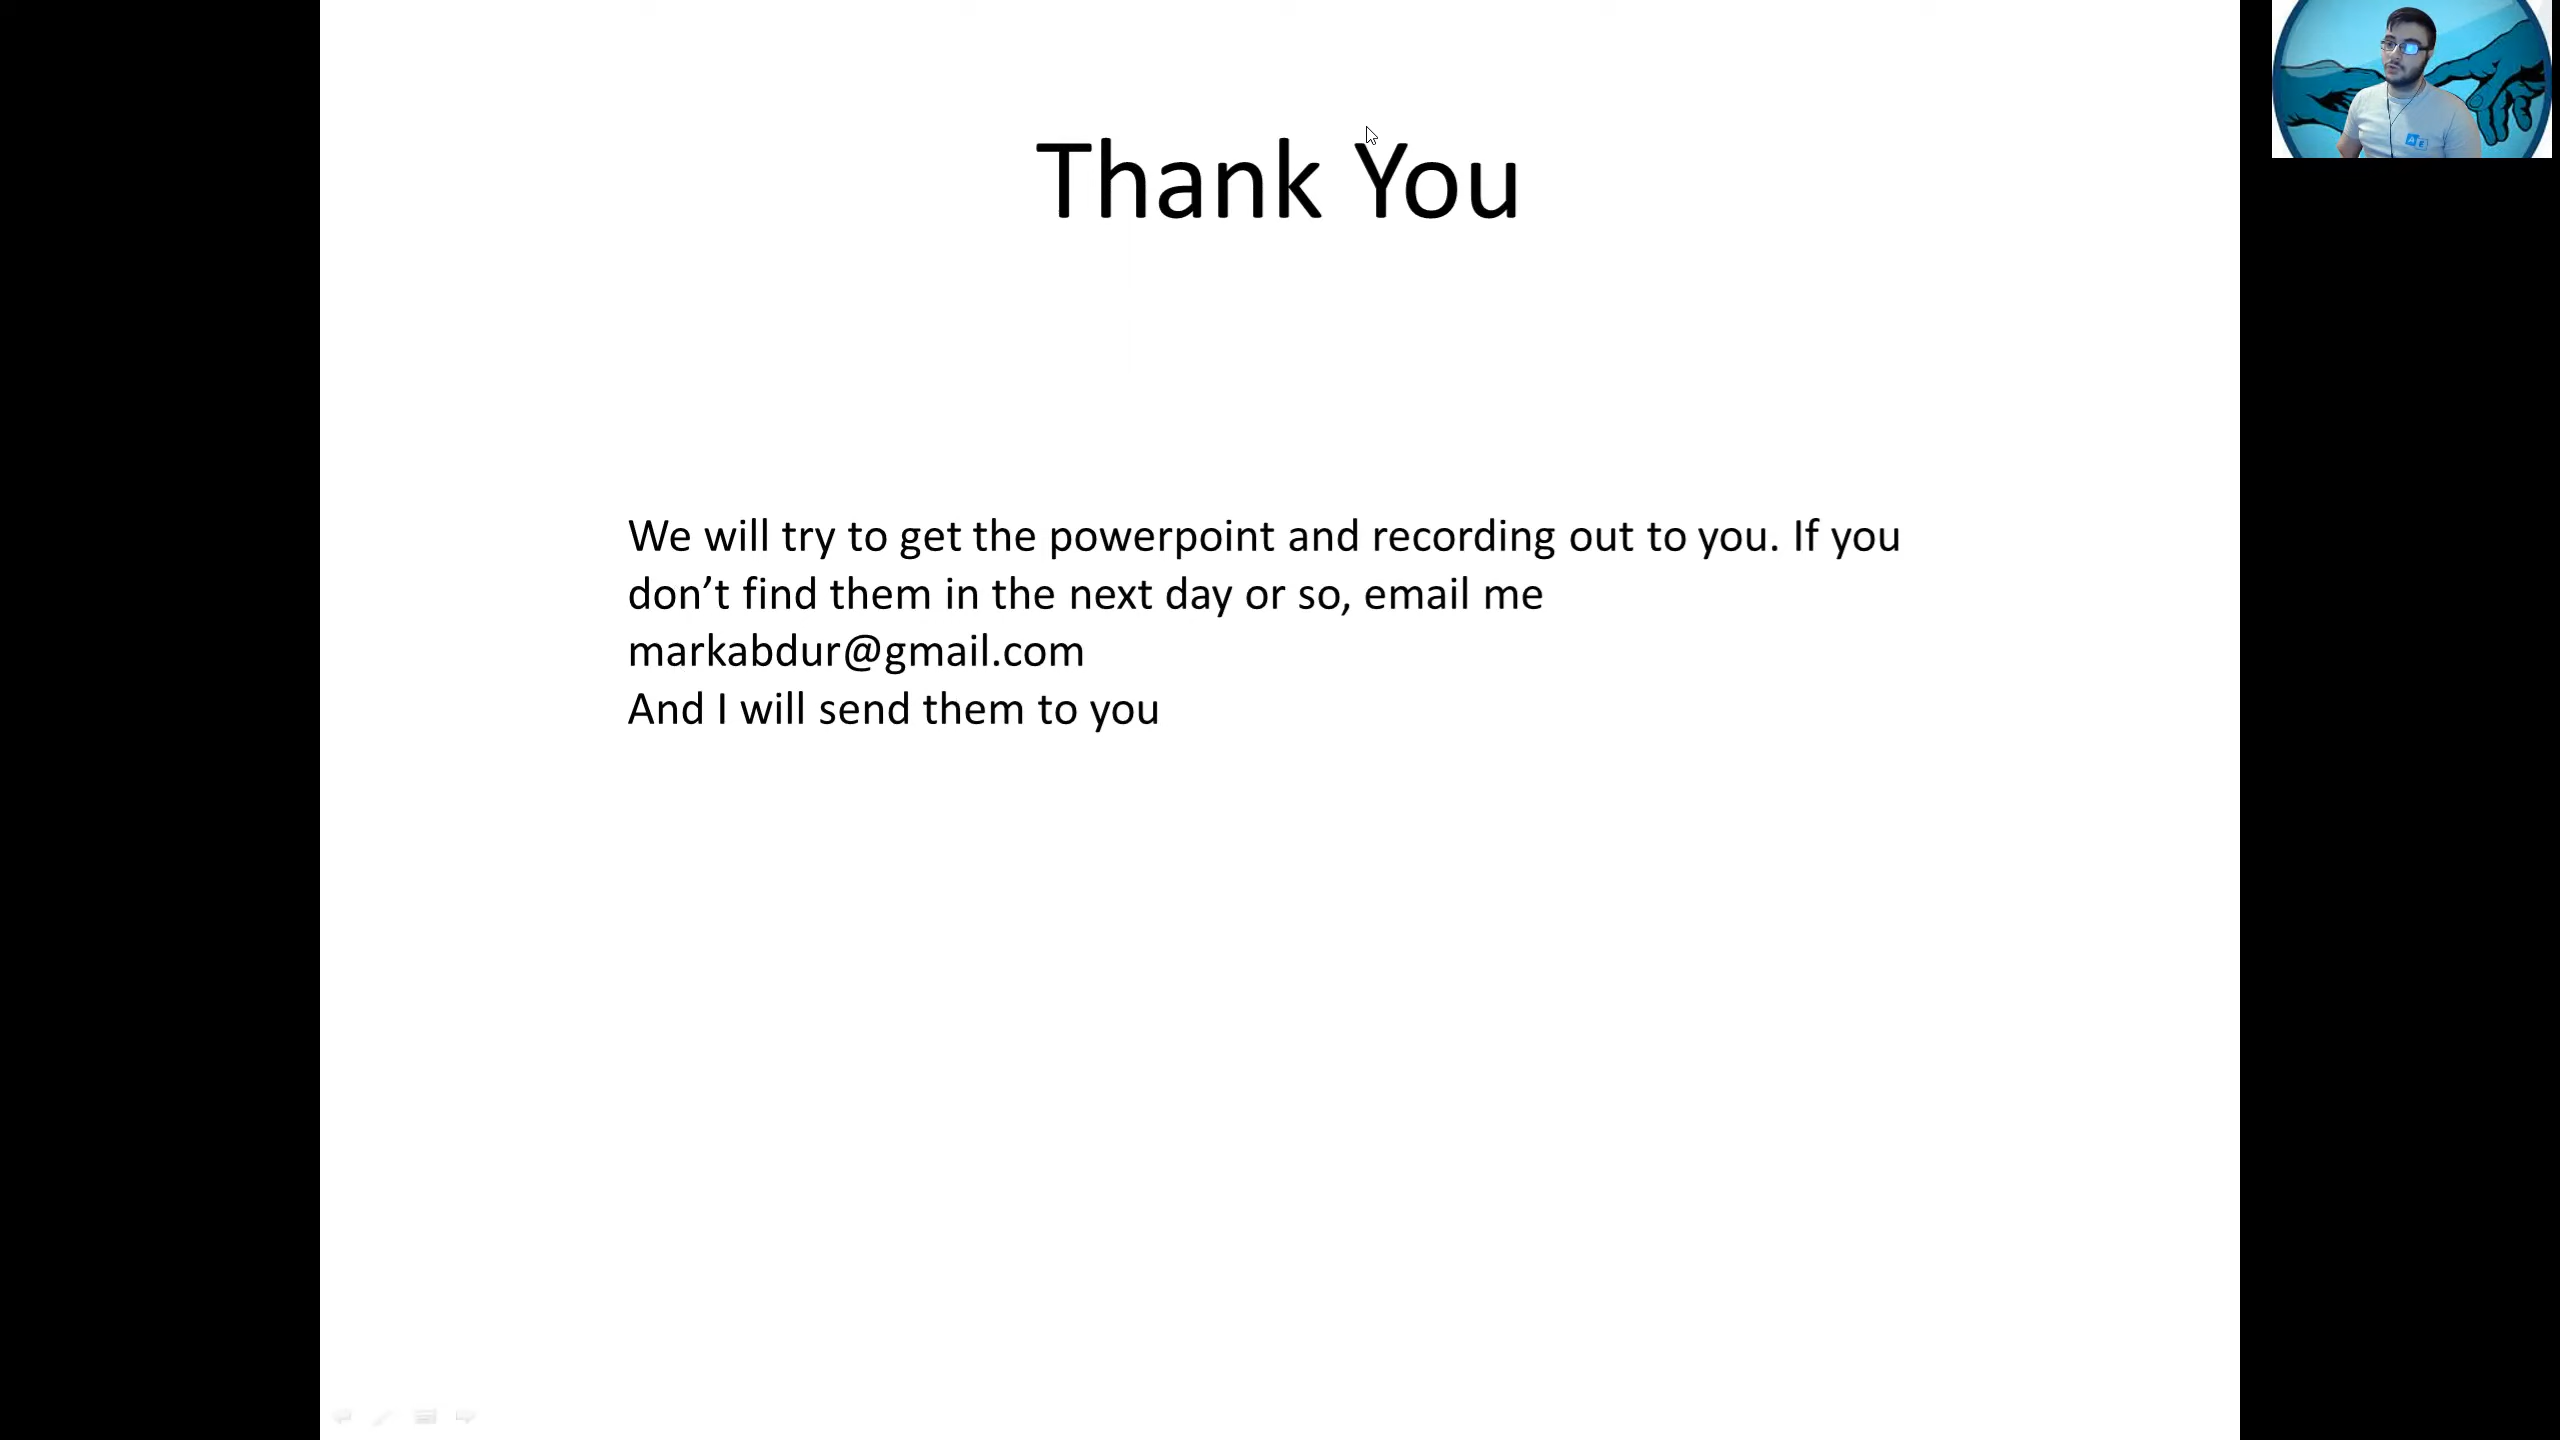 Thank You
We will try to get the powerpoint and recording out to you. If you
don’t find them in the next day or so, email me
markabdur@gmail.com
And I will send them to you